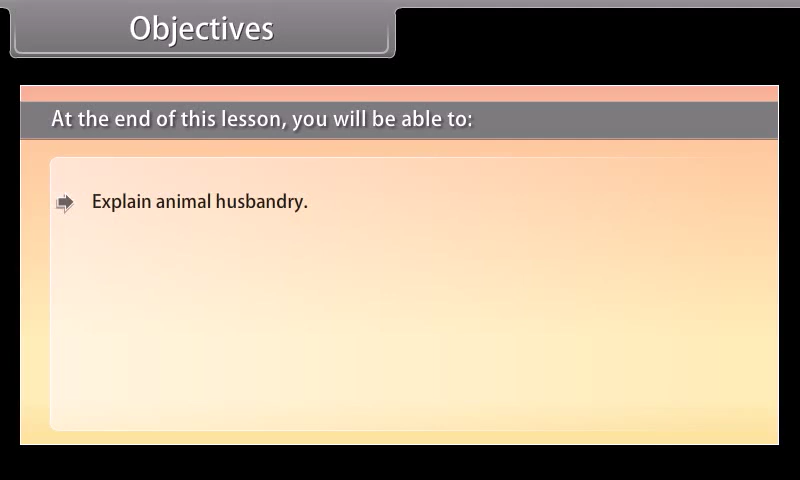 Objectives
At the end of this lesson, you will be able to:
Explain animal husbandry.